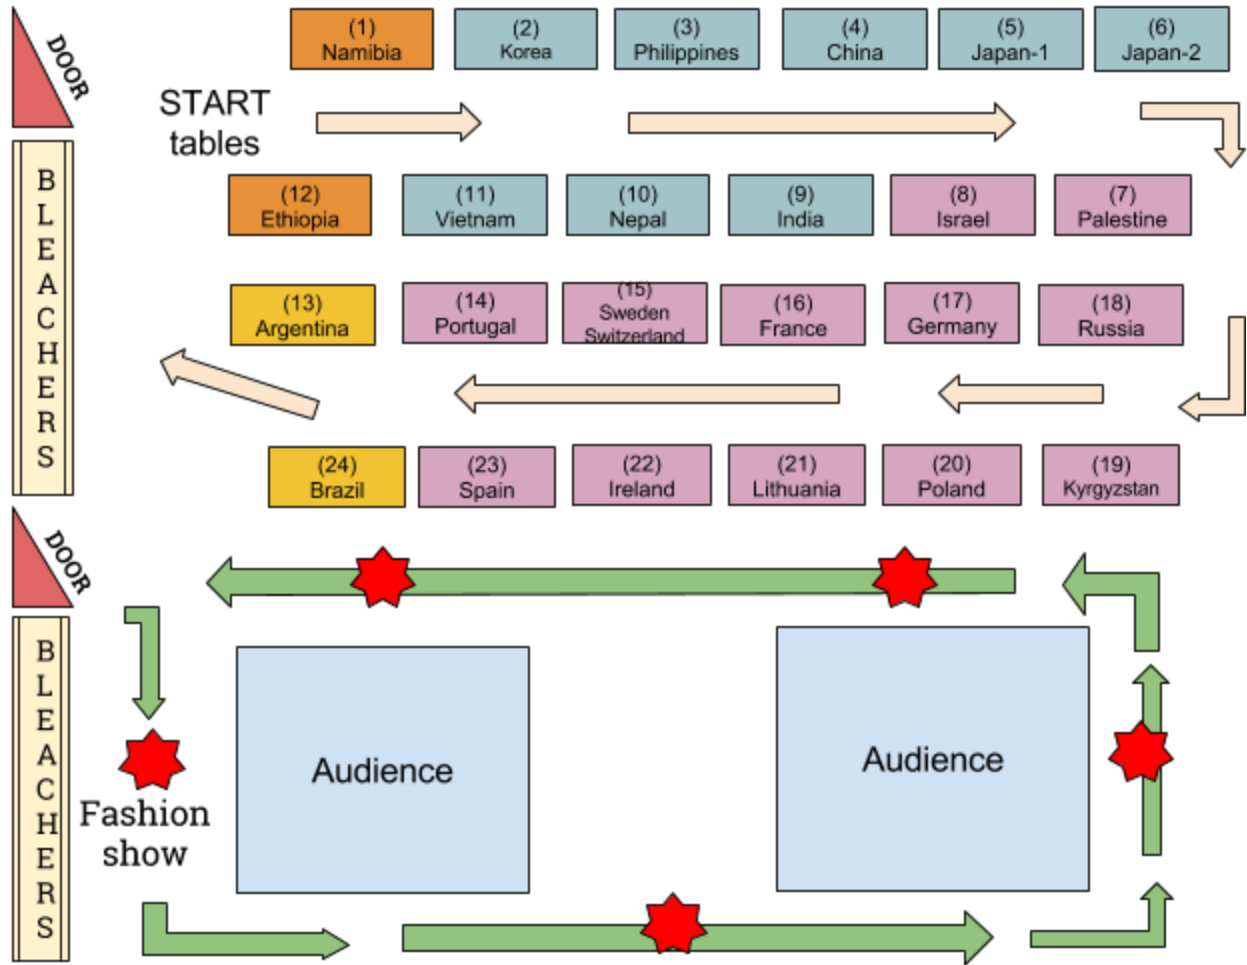 DOOR
(1)
Namibia
(2)
Korea
(3)
Philippines
(4)
China
(5)
Japan-1
(6)
Japan-2
START
tables
BLEACHERS
(12)
Ethiopia
(11)
Vietnam
(10)
Nepal
(9)
India
(8)
Israel
(7)
Palestine
(13)
Argentina
(14)
Portugal
(15)
Sweden
Switzerland
(16)
France
(17)
Germany
(18)
Russia
(24)
Brazil
(23)
Spain
(22)
Ireland
(21)
Lithuania
(20)
Poland
(19)
Kyrgyzstan
DOOR
BLEACHERS
Audience
Audience
Fashion
show